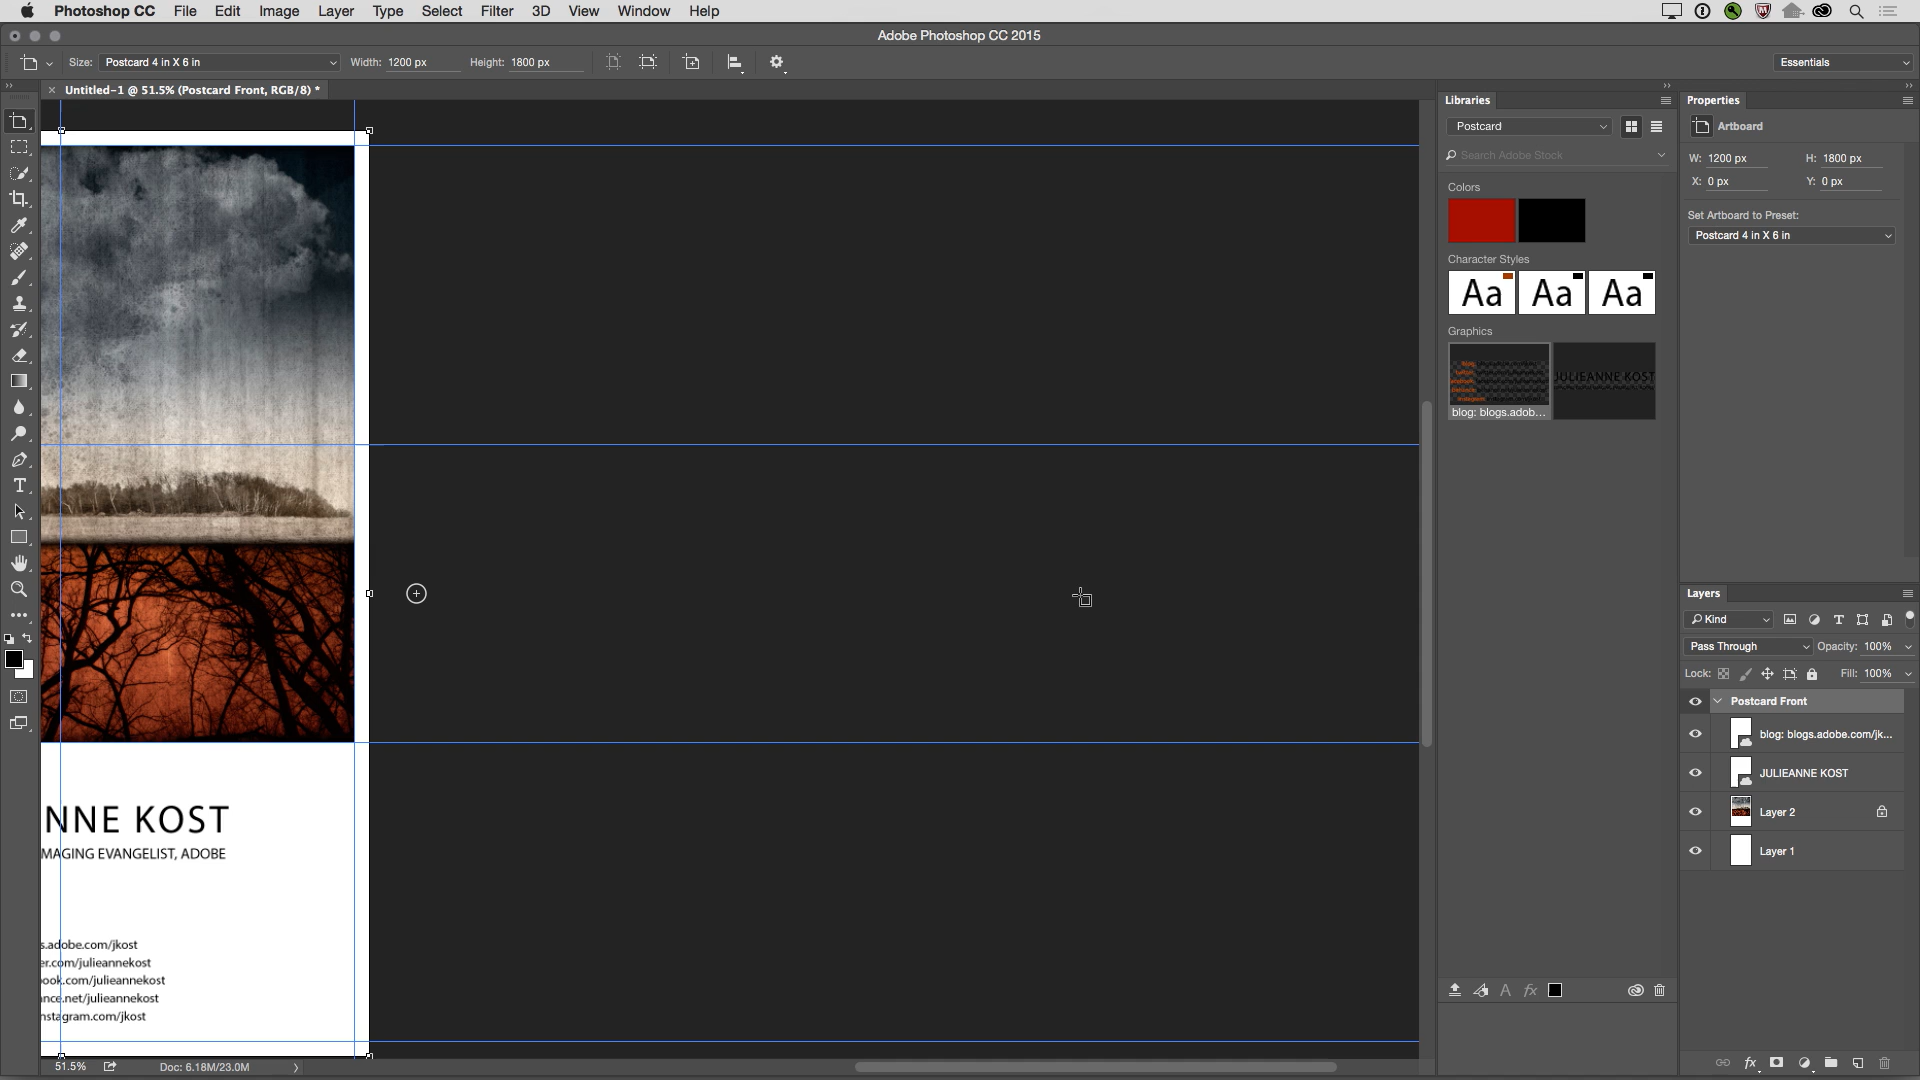 Photoshop CC File Edit Image Layer Type Select Filter 3D View Window Help
Adobe Photoshop CC 2015
Size: Postcard 4 in X 6 in Width: 1200 px Height: 1800 px Essentials
Untitled-1 @ 51.5% (Postcard Front, RGB/8) *
Libraries
Postcard
Search Adobe Stock
Colors
Character Styles
Aa Aa Aa
Graphics
JULIEANNE KOST
blog: blogs.adob...
Properties
Artboard
W: 1200 px H: 1800 px
X: 0 px Y: 0 px
Set Artboard to Preset:
Postcard 4 in X 6 in
NNE KOST
MAGING EVANGELIST, ADOBE
s.adobe.com/jkost
er.com/julieannekost
book.com/julieannekost
nce.net/julieannekost
nstagram.com/jkost
Layers
Kind
Pass Through Opacity: 100%
Lock: Fill: 100%
Postcard Front
blog: blogs.adobe.com/jk...
JULIEANNE KOST
Layer 2
Layer 1
51.5% Doc: 6.18M/23.0M